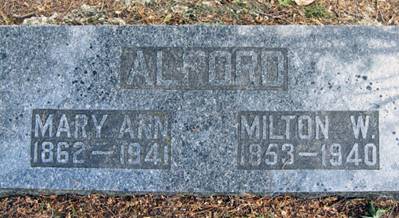 ALFORD
MARY ANN
1862-1941
MILTON W.
1853-1940